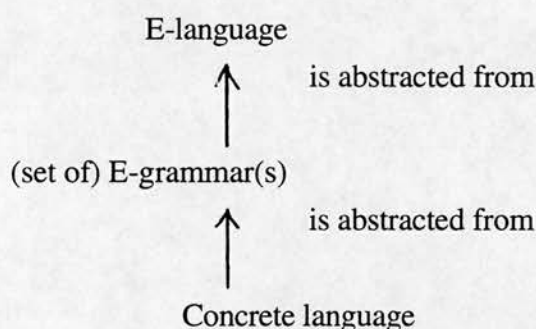 E-language
is abstracted from
(set of) E-grammar(s)
is abstracted from
Concrete language